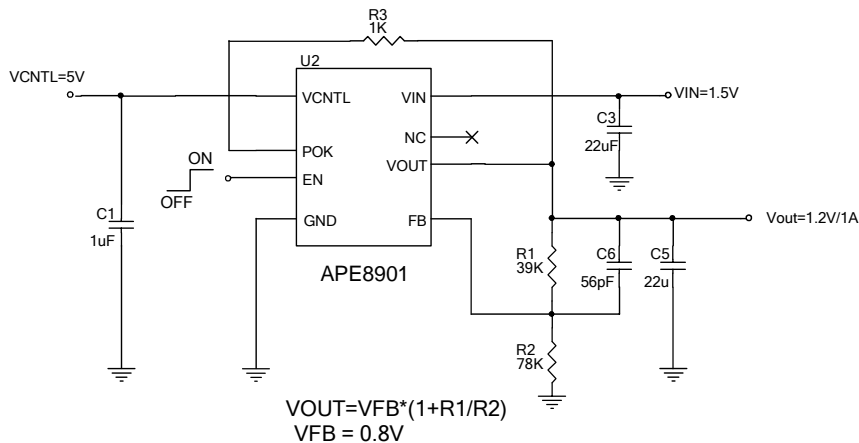 R3
1K
U2
VCNTL=5V
VCNTL
VIN
VIN=1.5V
C3
22uF
NC
POK
VOUT
ON
OFF
EN
C1
1uF
GND
FB
Vout=1.2V/1A
R1
39K
C6
56pF
C5
22u
APE8901
R2
78K
VOUT=VFB*(1+R1/R2)
VFB = 0.8V